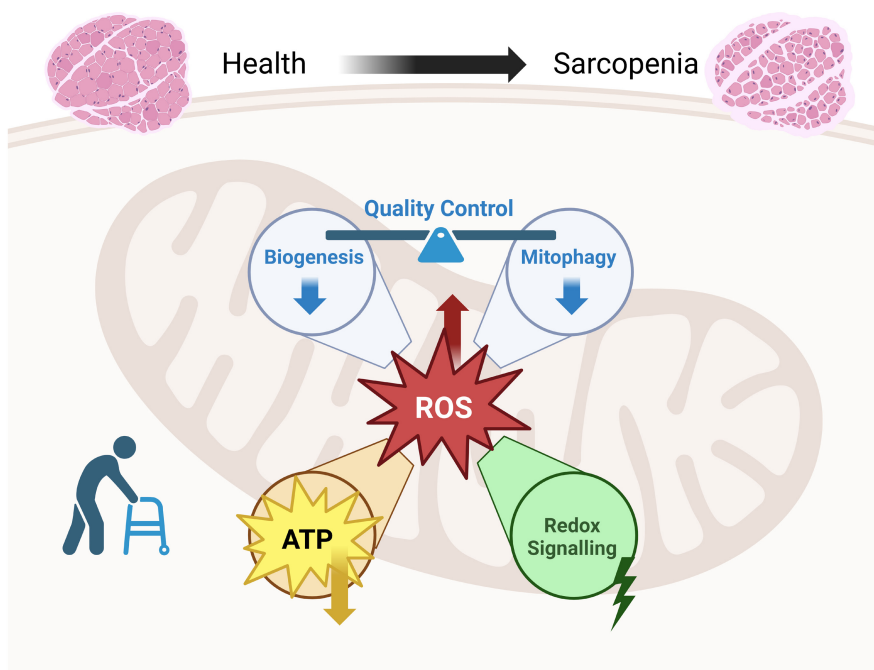 Health
Sarcopenia
Quality Control
Biogenesis
Mitophagy
ROS
ATP
Redox
Signalling